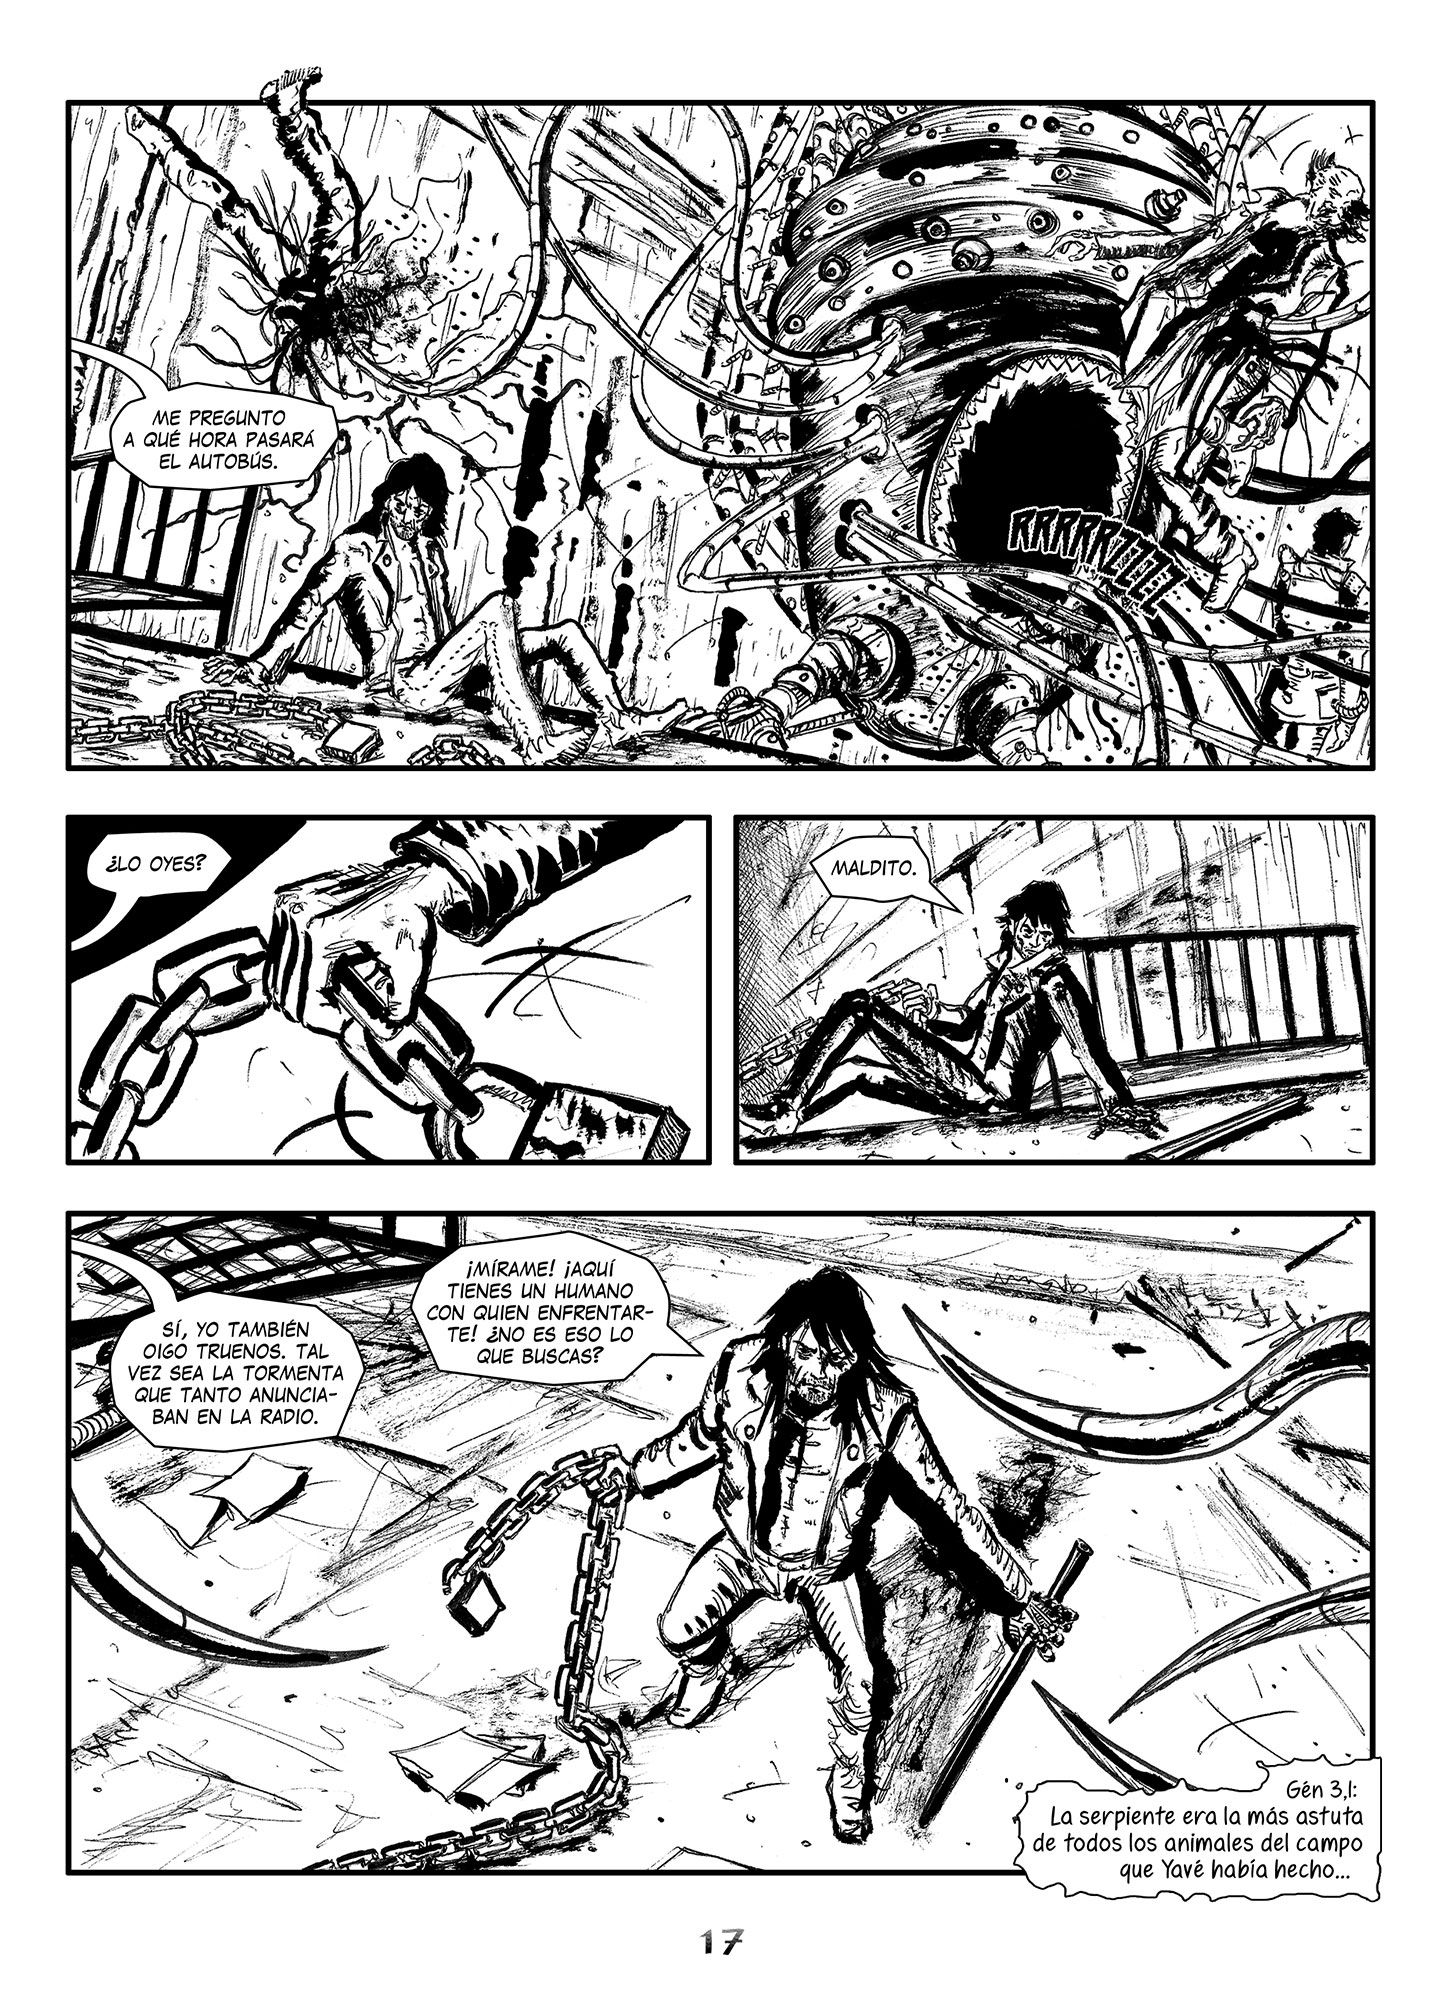 ME PREGUNTO
A QUÉ HORA PASARÁ
EL AUTOBÚS.
RRRRRZZZZZ
¿LO OYES?
MALDITO.
SÍ, YO TAMBIÉN
OIGO TRUENOS. TAL
VEZ SEA LA TORMENTA
QUE TANTO ANUNCIA-
BAN EN LA RADIO.
¡MÍRAME! ¡AQUÍ
TIENES UN HUMANO
CON QUIEN ENFRENTAR-
TE! ¿NO ES ESO LO
QUE BUSCAS?
Gén 3,1:
La serpiente era la más astuta
de todos los animales del campo
que Yavé había hecho...
17